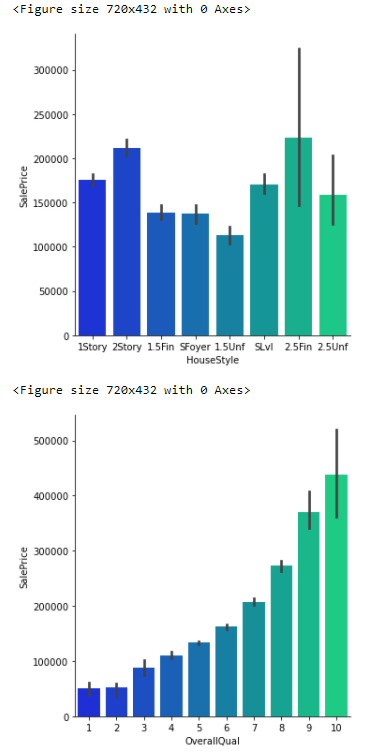 <Figure size 720x432 with 0 Axes>
300000
250000
200000
150000
100000
50000
0
SalePrice
1Story 2Story 1.5Fin SFoyer 1.5Unf SLvl 2.5Fin 2.5Unf
HouseStyle
<Figure size 720x432 with 0 Axes>
500000
400000
300000
200000
100000
0
SalePrice
1 2 3 4 5 6 7 8 9 10
OverallQual